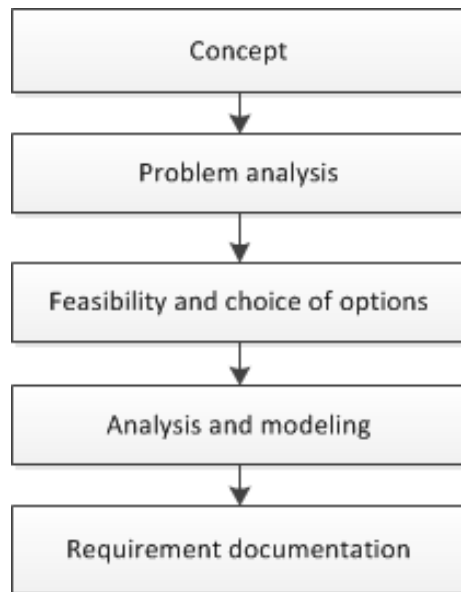 Concept
Problem analysis
Feasibility and choice of options
Analysis and modeling
Requirement documentation